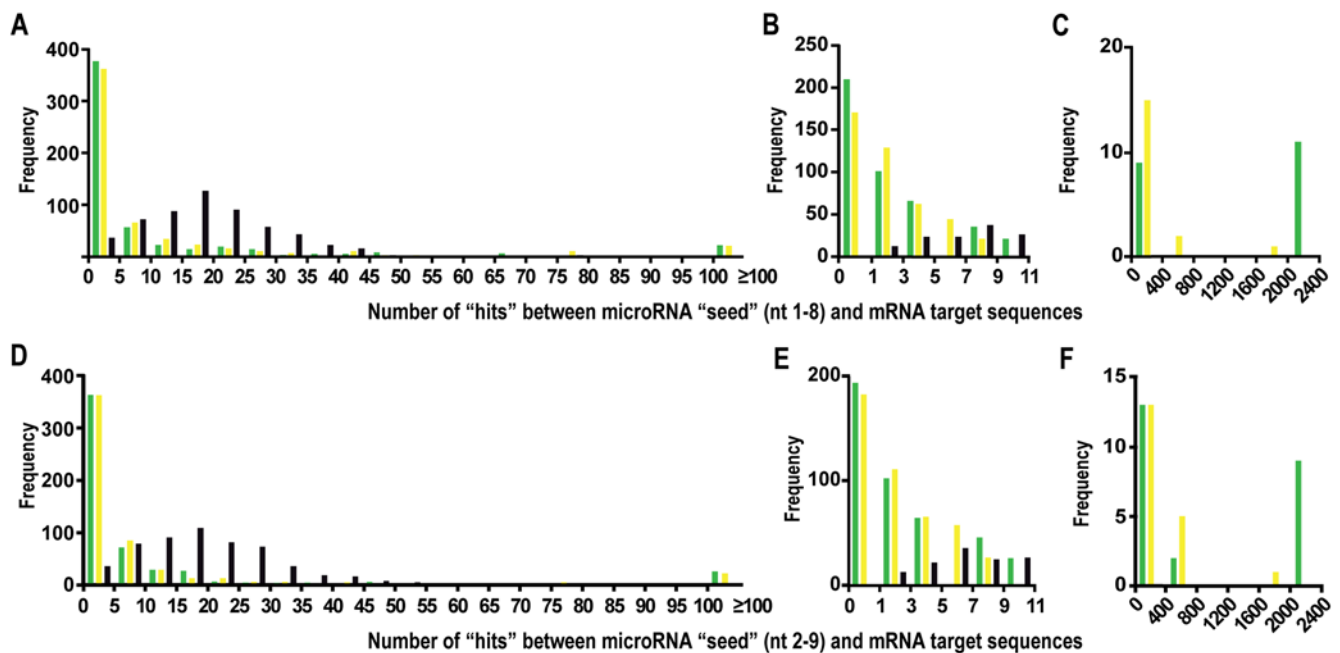 A
B
C
Frequency
400
300
200
100
0 5 10 15 20 25 30 35 40 45 50 55 60 65 70 75 80 85 90 95 100 ≥100
Frequency
250
200
150
100
50
0
0 1 3 5 7 9 11
Frequency
20
10
0
0 400 800 1200 1600 2000 2400
Number of “hits” between microRNA “seed” (nt 1-8) and mRNA target sequences
D
E
F
Frequency
400
300
200
100
0
0 5 10 15 20 25 30 35 40 45 50 55 60 65 70 75 80 85 90 95 100 ≥100
Frequency
200
100
0
0 1 3 5 7 9 11
Frequency
15
10
5
0
0 400 800 1200 1600 2000 2400
Number of “hits” between microRNA “seed” (nt 2-9) and mRNA target sequences